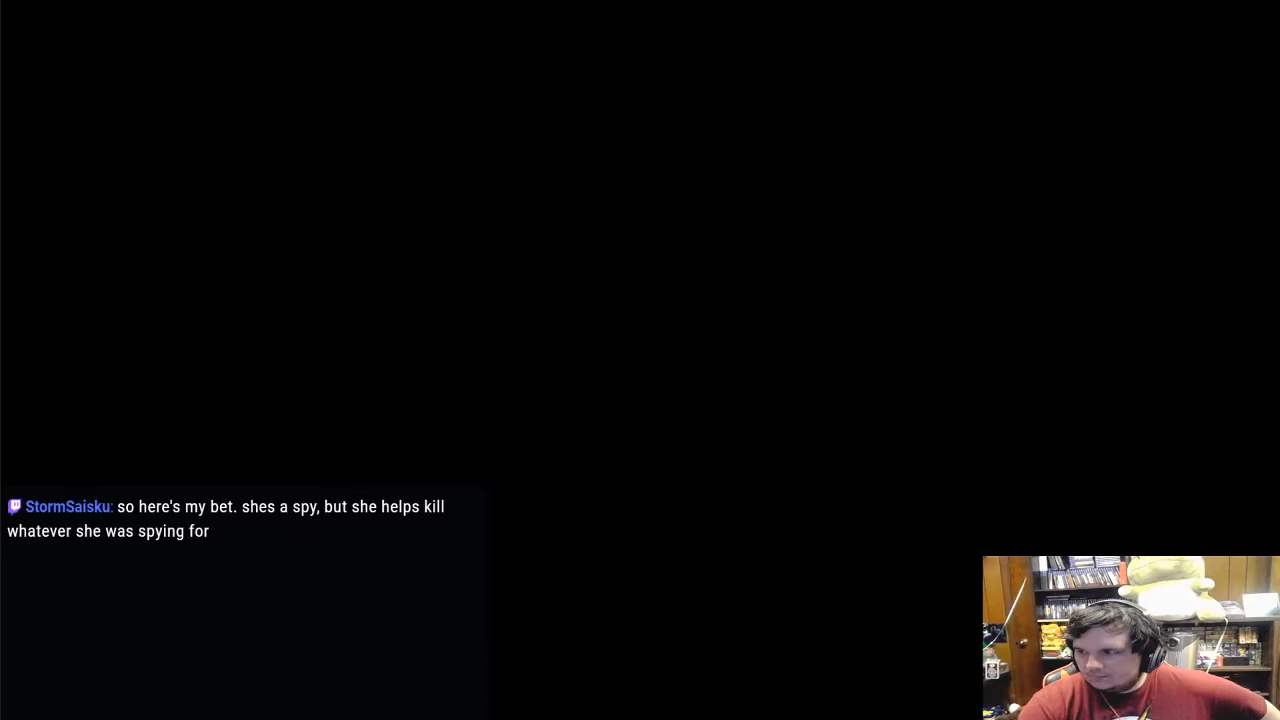 StormSaisku: so here's my bet. shes a spy, but she helps kill
whatever she was spying for